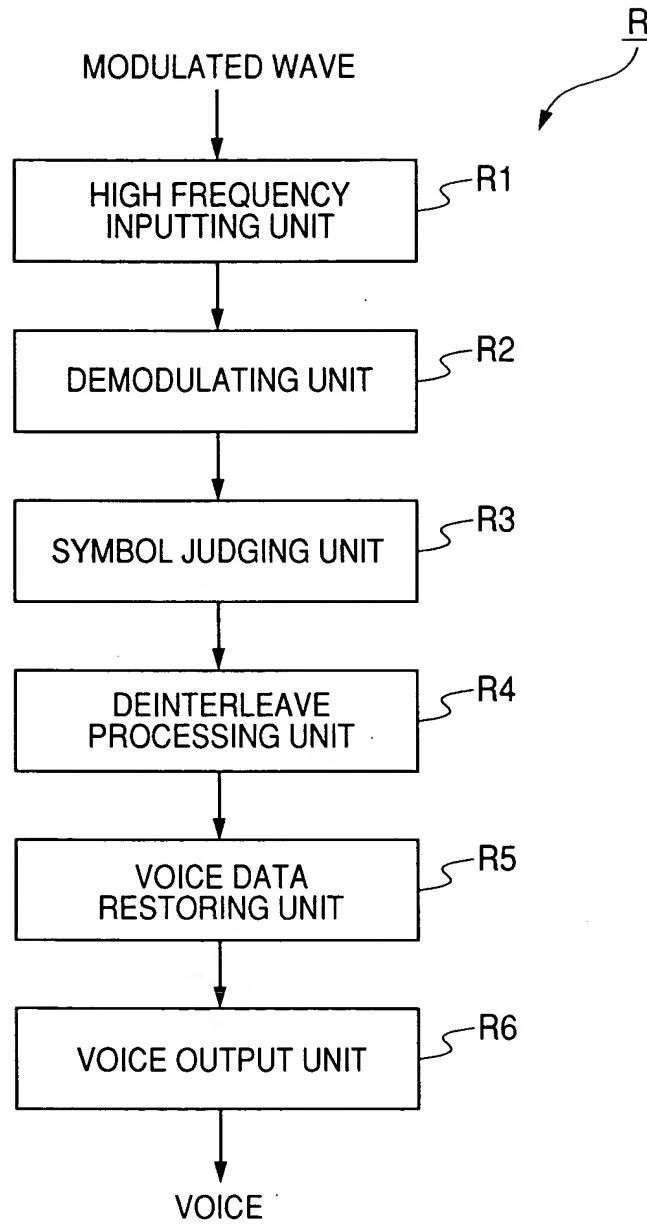 R
MODULATED WAVE
HIGH FREQUENCY
INPUTTING UNIT
R1
DEMODULATING UNIT
R2
SYMBOL JUDGING UNIT
R3
DEINTERLEAVE
PROCESSING UNIT
R4
VOICE DATA
RESTORING UNIT
R5
VOICE OUTPUT UNIT
R6
VOICE